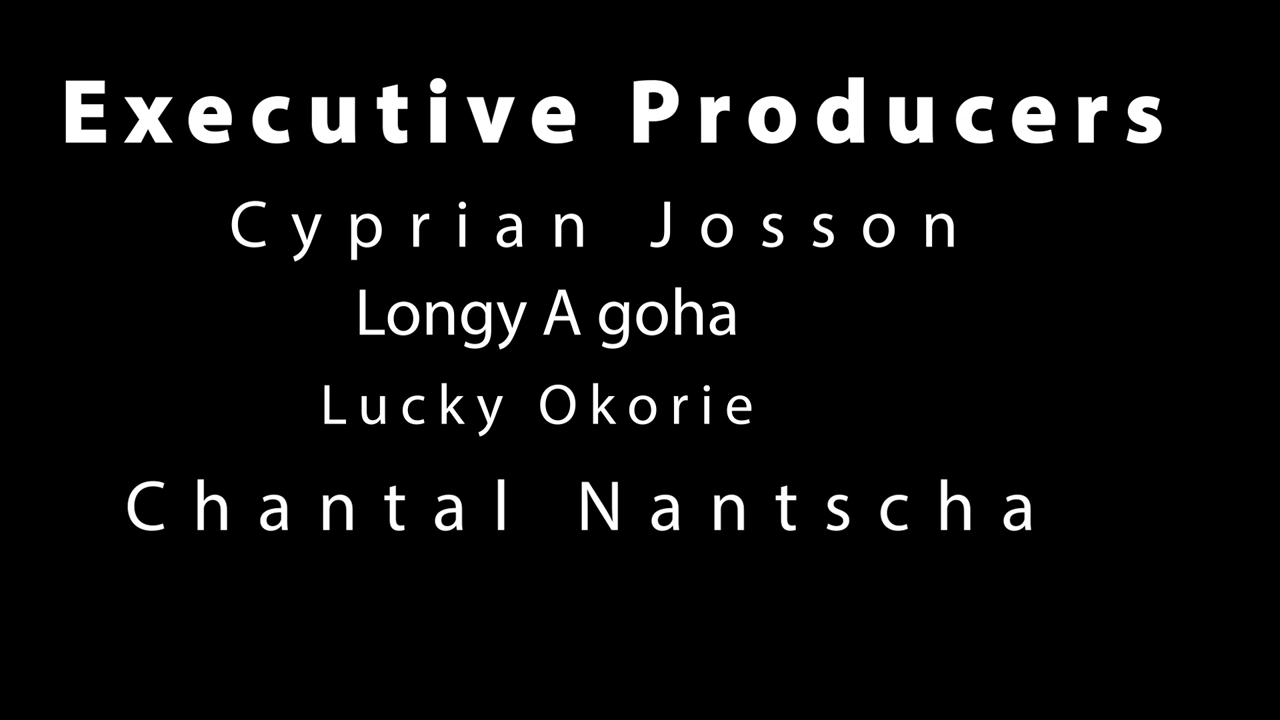 Executive Producers
Cyprian Josson
Longy A goha
Lucky Okorie
Chantal Nantscha